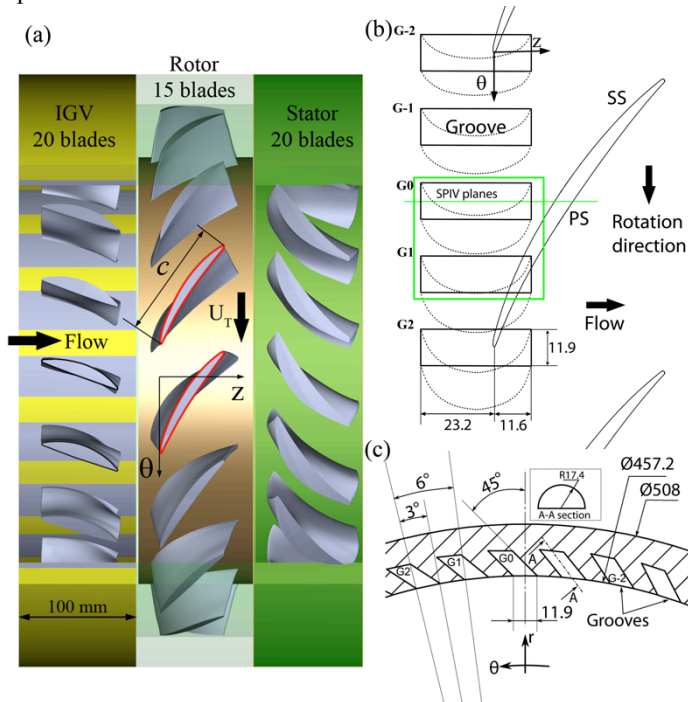 (a)
Rotor
15 blades
IGV
20 blades
Stator
20 blades
c
U_T
Flow
Z
θ
100 mm
(b)
G-2
z
θ
G-1
Groove
SS
G0
SPIV planes
PS
Rotation
direction
G1
Flow
G2
11.9
23.2
11.6
(c)
R17.4
A-A section
Ø457.2
Ø508
6°
45°
3°
G2
G1
G0
A
G-2
A
11.9
Grooves
r
θ